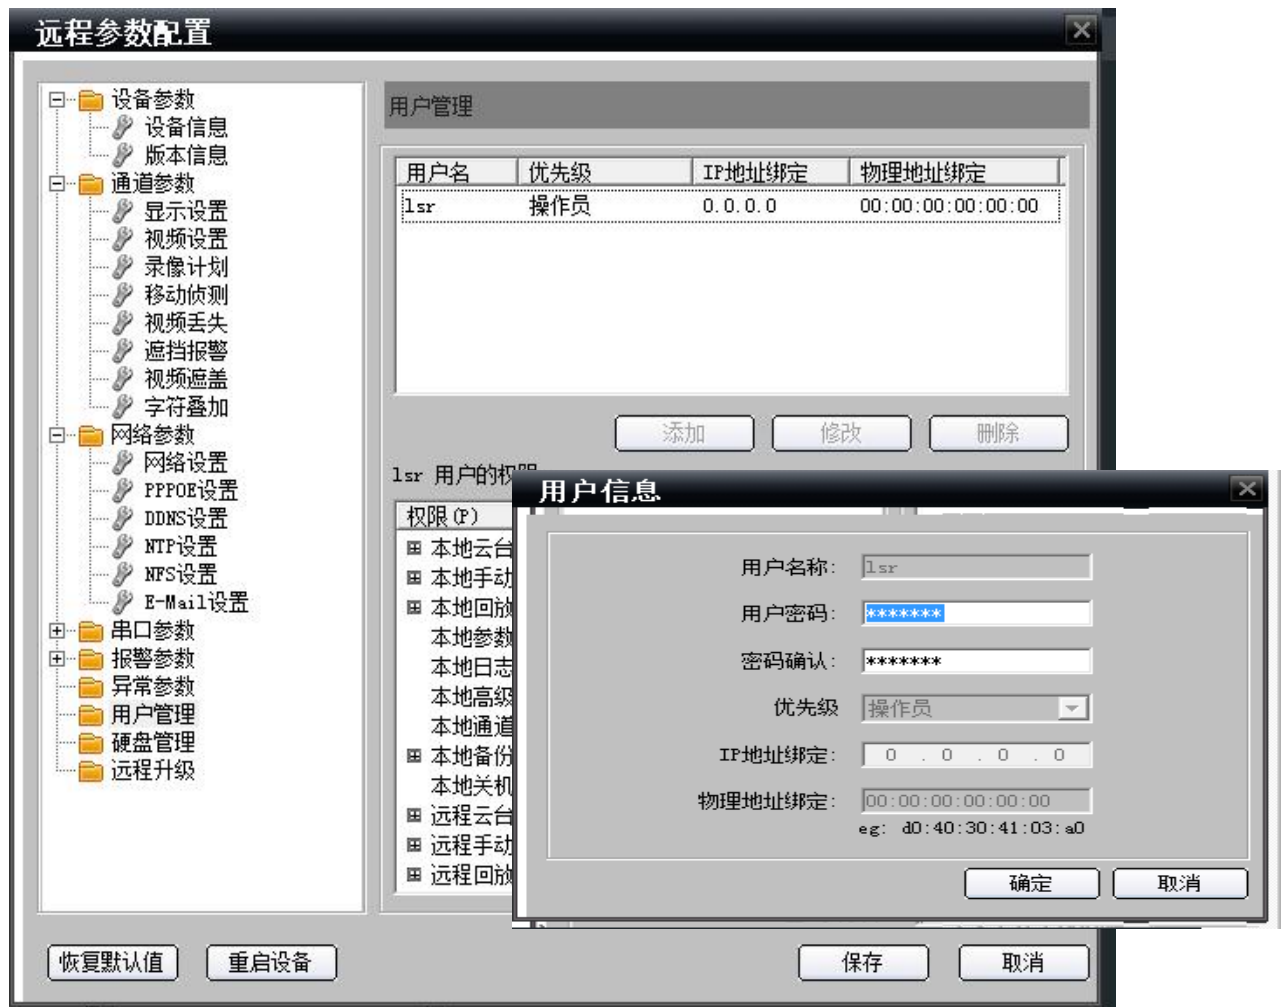 远程参数配置
设备参数
设备信息
版本信息
通道参数
显示设置
视频设置
录像计划
移动侦测
视频丢失
遮挡报警
视频遮盖
字符叠加
网络参数
网络设置
PPPOE设置
DDNS设置
NTP设置
NFS设置
E-Mail设置
串口参数
报警参数
异常参数
用户管理
硬盘管理
远程升级
用户管理
用户名 优先级 IP地址绑定 物理地址绑定
lsr 操作员 0.0.0.0 00:00:00:00:00:00
添加 修改 删除
lsr 用户的权
权限(P)
本地云台
本地手动
本地回放
本地参数
本地日志
本地高级
本地通道
本地备份
本地关机
远程云台
远程手动
远程回放
用户信息
用户名称: lsr
用户密码: *******
密码确认: *******
优先级 操作员
IP地址绑定: 0 . 0 . 0 . 0
物理地址绑定: 00:00:00:00:00:00
eg: d0:40:30:41:03:a0
确定 取消
恢复默认值 重启设备 保存 取消